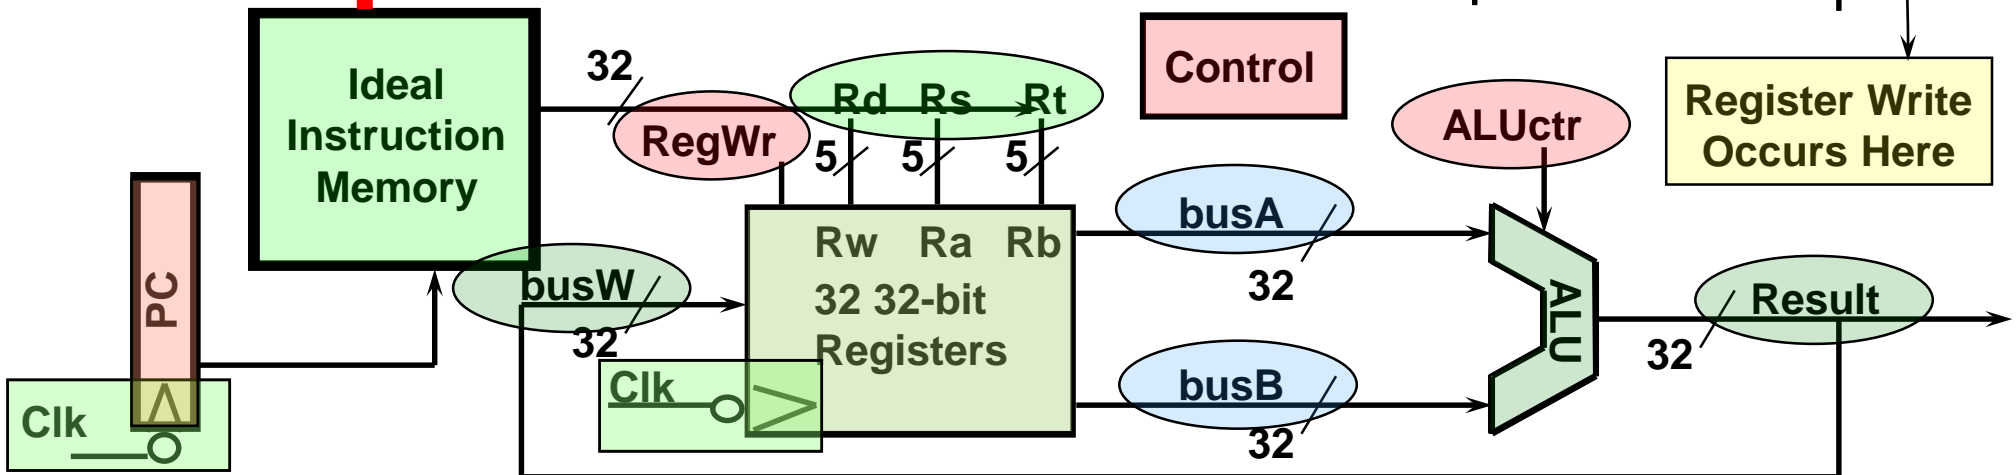 Ideal
Instruction
Memory
32
Rd Rs Rt
RegWr
5 5 5
Control
ALUctr
Register Write
Occurs Here
PC
Clk
busW
32
Rw Ra Rb
32 32-bit
Registers
Clk
busA
32
busB
32
ALU
Result
32